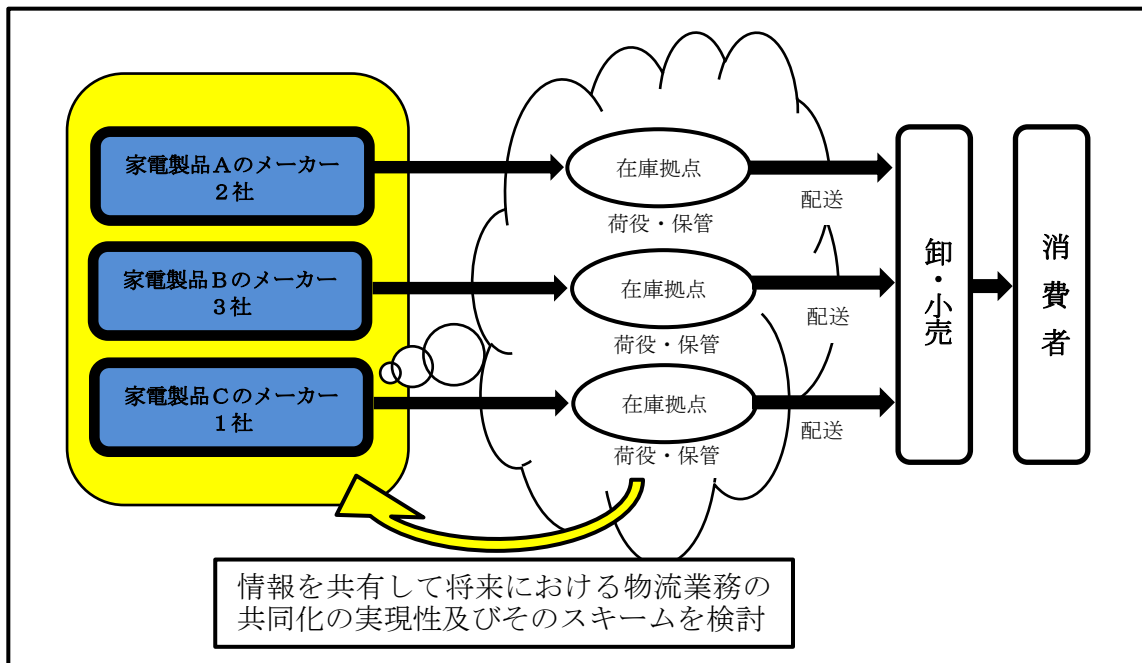 家電製品Ａのメーカー
２社
在庫拠点
荷役・保管
配送
家電製品Ｂのメーカー
３社
在庫拠点
荷役・保管
配送
家電製品Ｃのメーカー
１社
在庫拠点
荷役・保管
配送
卸・小売
消費者
情報を共有して将来における物流業務の
共同化の実現性及びそのスキームを検討